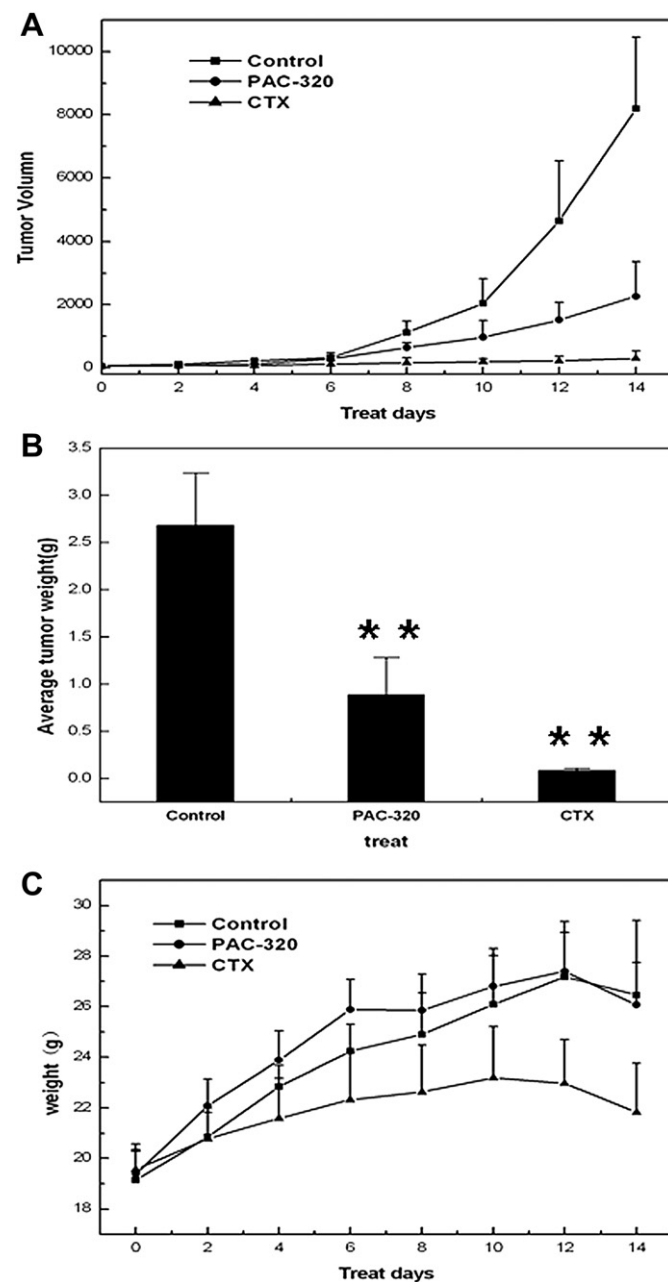 A
10000
8000
6000
4000
2000
0
Tumor Volumn
Control
PAC-320
CTX
0 2 4 6 8 10 12 14
Treat days
B
3.5
3.0
2.5
2.0
1.5
1.0
0.5
0.0
Average tumor weight(g)
* *
* *
Control PAC-320 CTX
treat
C
30
28
26
24
22
20
18
weight (g)
Control
PAC-320
CTX
0 2 4 6 8 10 12 14
Treat days